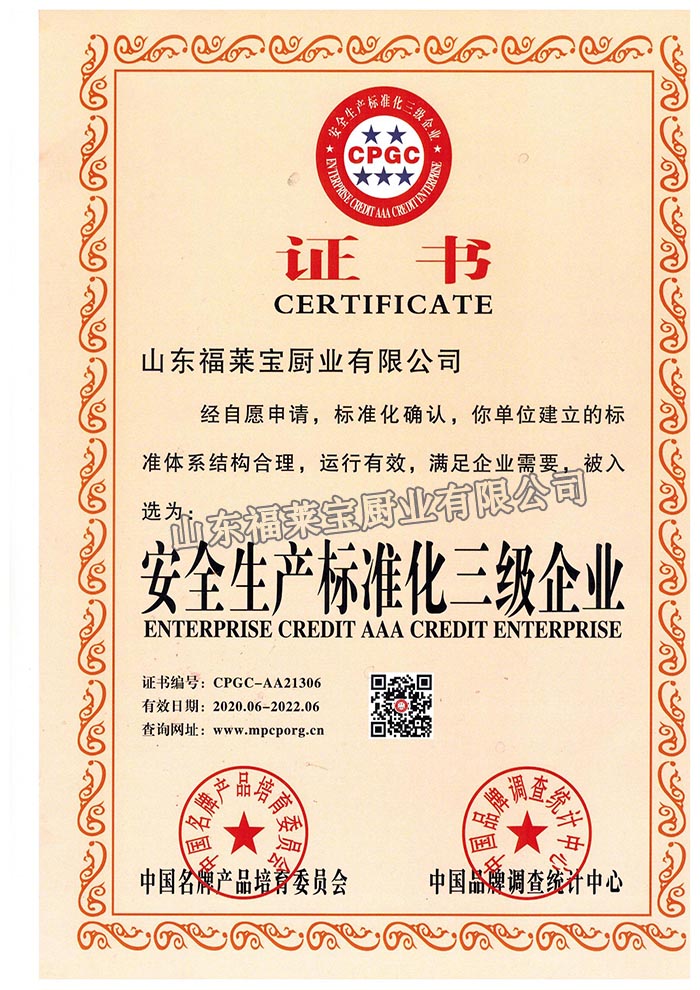 安全生产标准化三级企业
CPGC
ENTERPRISE CREDIT AAA CREDIT ENTERPRISE
证书
CERTIFICATE
山东福莱宝厨业有限公司
经自愿申请，标准化确认，你单位建立的标
准体系结构合理，运行有效，满足企业需要，被入
选为：
山东福莱宝厨业有限公司
安全生产标准化三级企业
ENTERPRISE CREDIT AAA CREDIT ENTERPRISE
证书编号：CPGC-AA21306
有效日期：2020.06-2022.06
查询网址：www.mpcporg.cn
中国名牌产品培育委员会
中国品牌调查统计中心
中国名牌产品培育委员会
中国品牌调查统计中心